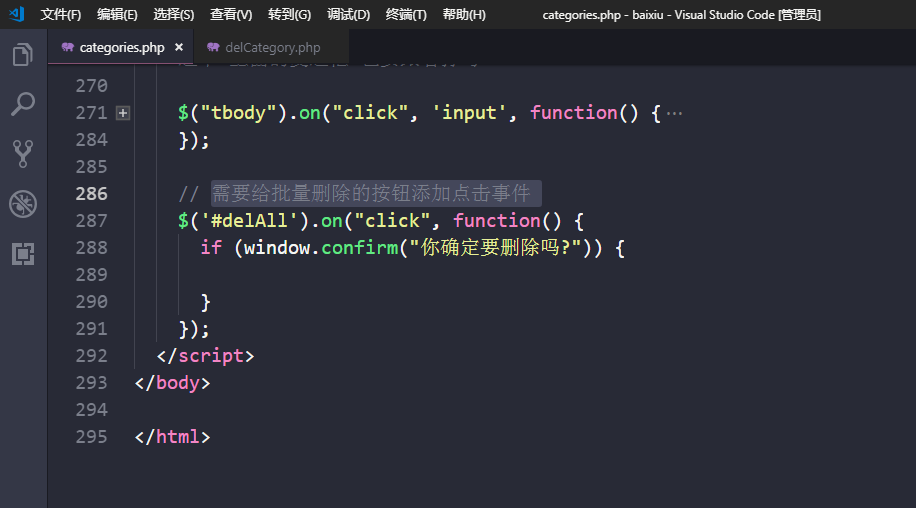 文件(F) 编辑(E) 选择(S) 查看(V) 转到(G) 调试(D) 终端(T) 帮助(H) categories.php - baixiu - Visual Studio Code [管理员]
categories.php × delCategory.php
270
271 $("tbody").on("click", 'input', function() {…
284 });
285
286 // 需要给批量删除的按钮添加点击事件
287 $('#delAll').on("click", function() {
288 if (window.confirm("你确定要删除吗?")) {
289
290 }
291 });
292 </script>
293 </body>
294
295 </html>